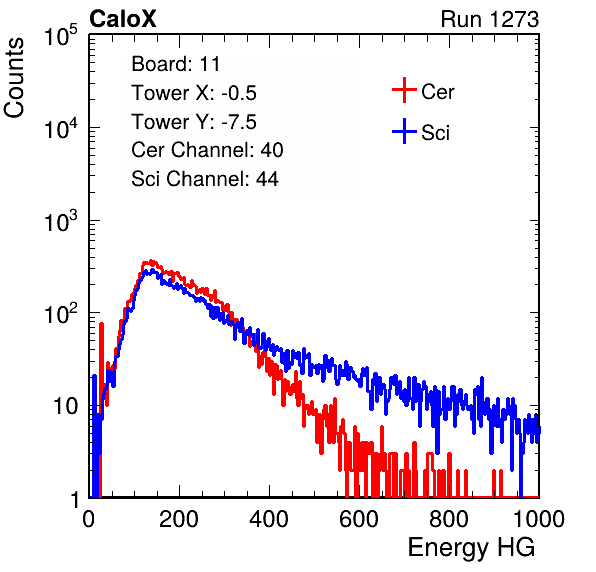 CaloX Run 1273
Counts
Board: 11
Tower X: -0.5
Tower Y: -7.5
Cer Channel: 40
Sci Channel: 44
Cer
Sci
10^5
10^4
10^3
10^2
10
1
0 200 400 600 800 1000
Energy HG